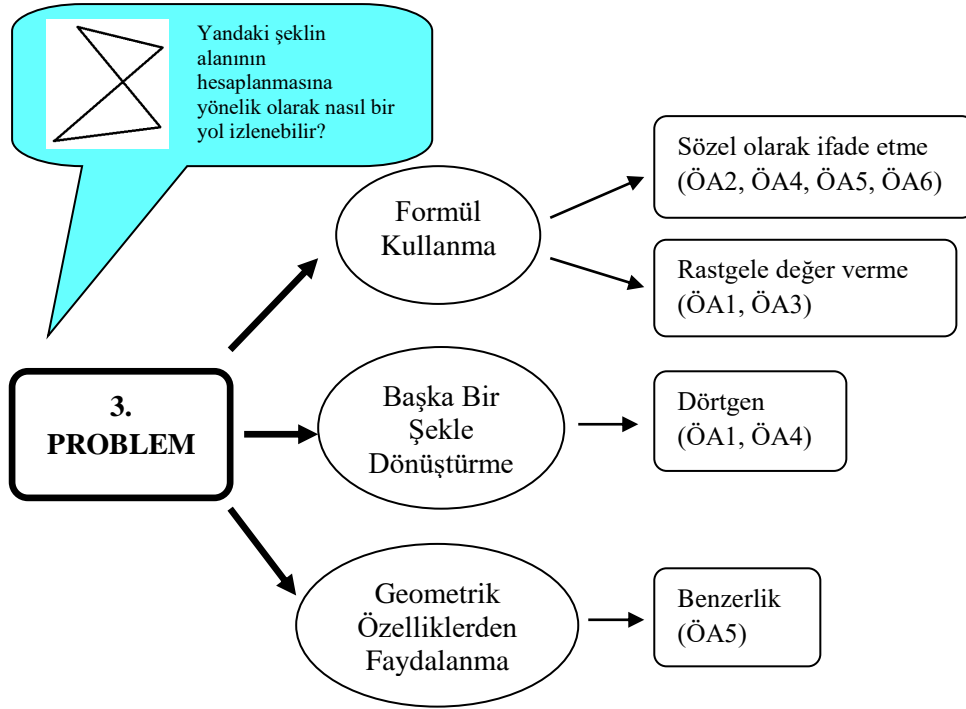 Yandaki şeklin
alanının
hesaplanmasına
yönelik olarak nasıl bir
yol izlenebilir?
3.
PROBLEM
Formül
Kullanma
Sözel olarak ifade etme
(ÖA2, ÖA4, ÖA5, ÖA6)
Rastgele değer verme
(ÖA1, ÖA3)
Başka Bir
Şekle
Dönüştürme
Dörtgen
(ÖA1, ÖA4)
Geometrik
Özelliklerden
Faydalanma
Benzerlik
(ÖA5)